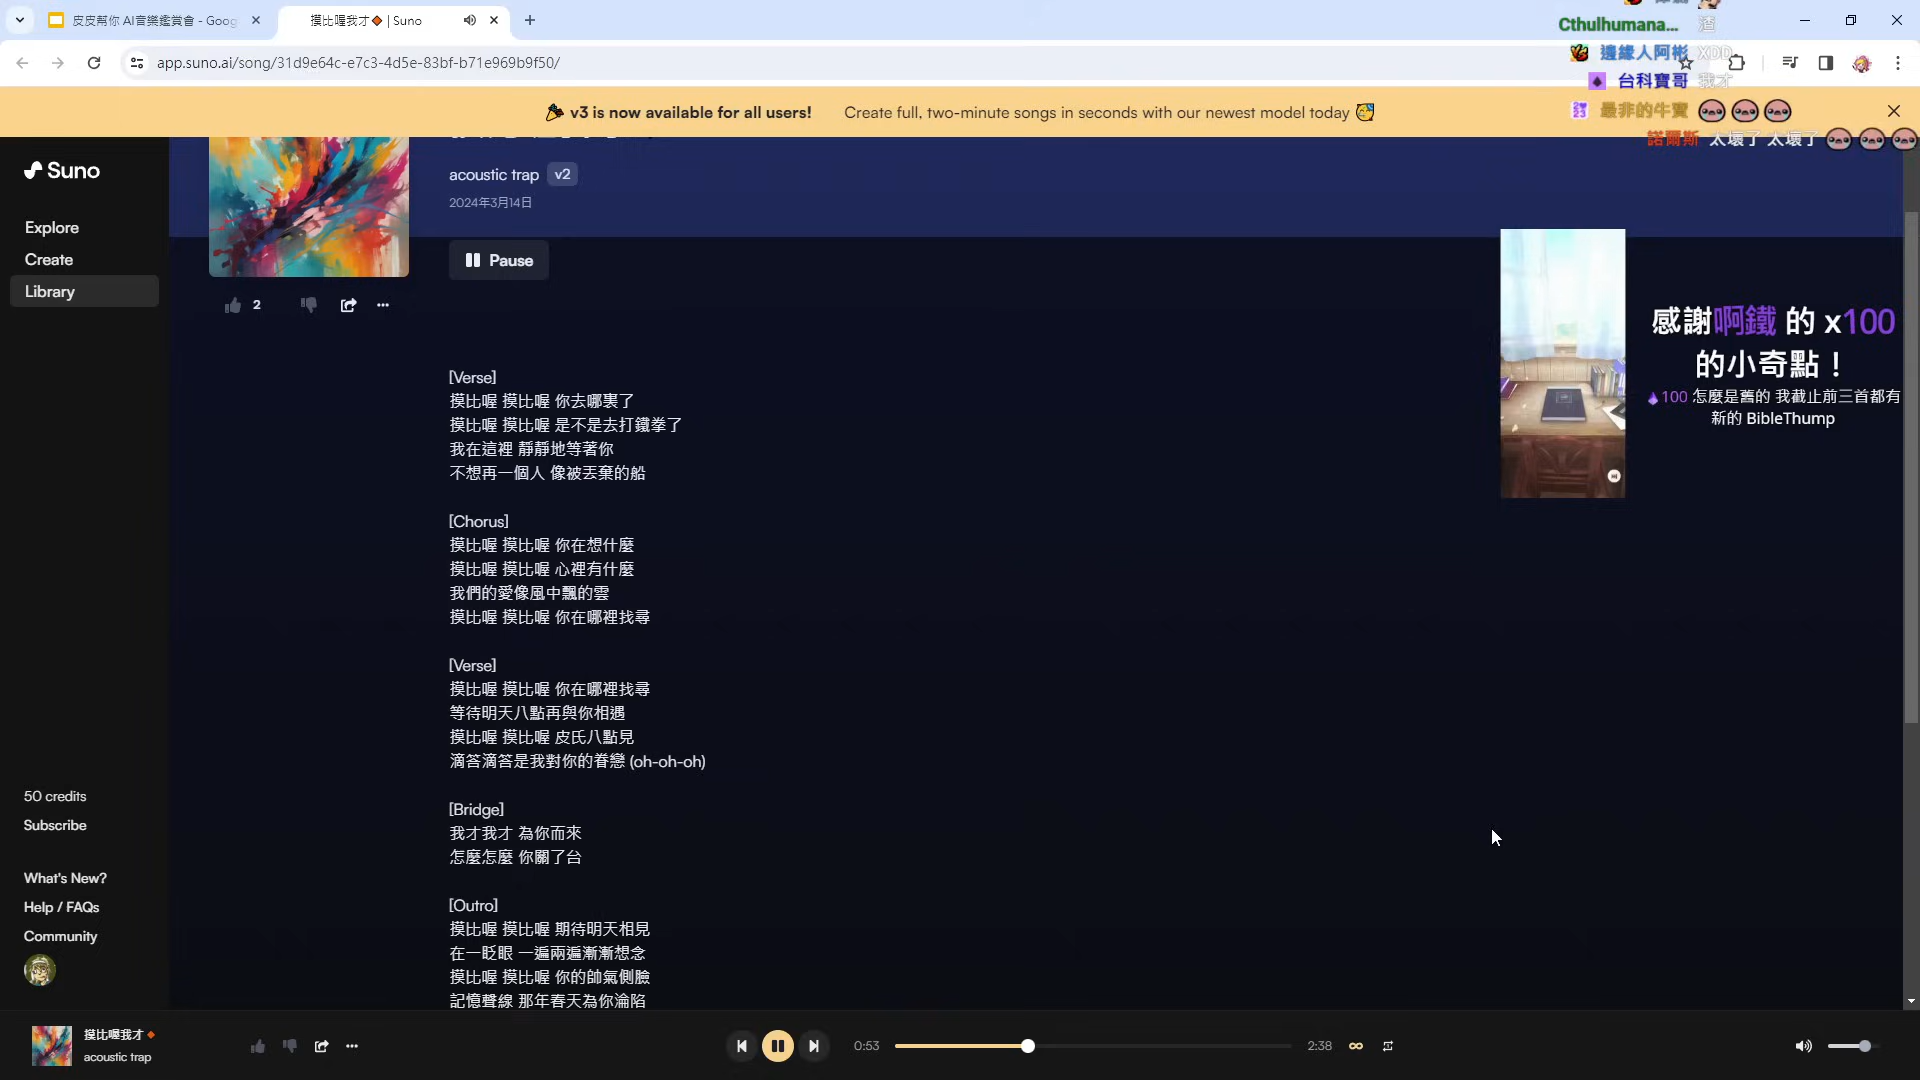 皮皮幫你 AI音樂鑑賞會 - Goog
摸比喔我才♦ | Suno
app.suno.ai/song/31d9e64c-e7c3-4d5e-83bf-b71e969b9f50/
Cthulhumana... 渣
邊緣人阿彬 XDD
台科寶哥 我才
最非的牛寶
諾爾斯 太壞了 太壞了
🎉 v3 is now available for all users! Create full, two-minute songs in seconds with our newest model today 🥳
Suno
Explore
Create
Library
acoustic trap v2
2024年3月14日
Pause
2
[Verse]
摸比喔 摸比喔 你去哪裏了
摸比喔 摸比喔 是不是去打鐵拳了
我在這裡 靜靜地等著你
不想再一個人 像被丟棄的船
[Chorus]
摸比喔 摸比喔 你在想什麼
摸比喔 摸比喔 心裡有什麼
我們的愛像風中飄的雲
摸比喔 摸比喔 你在哪裡找尋
[Verse]
摸比喔 摸比喔 你在哪裡找尋
等待明天八點再與你相遇
摸比喔 摸比喔 皮氏八點見
滴答滴答是我對你的眷戀 (oh-oh-oh)
[Bridge]
我才我才 為你而來
怎麼怎麼 你關了台
[Outro]
摸比喔 摸比喔 期待明天相見
在一眨眼 一遍兩遍漸漸想念
摸比喔 摸比喔 你的帥氣側臉
記憶聲線 那年春天為你淪陷
感謝啊鐵 的 x100
的小奇點！
100 怎麼是舊的 我截止前三首都有
新的 BibleThump
50 credits
Subscribe
What's New?
Help / FAQs
Community
摸比喔我才♦
acoustic trap
0:53
2:38